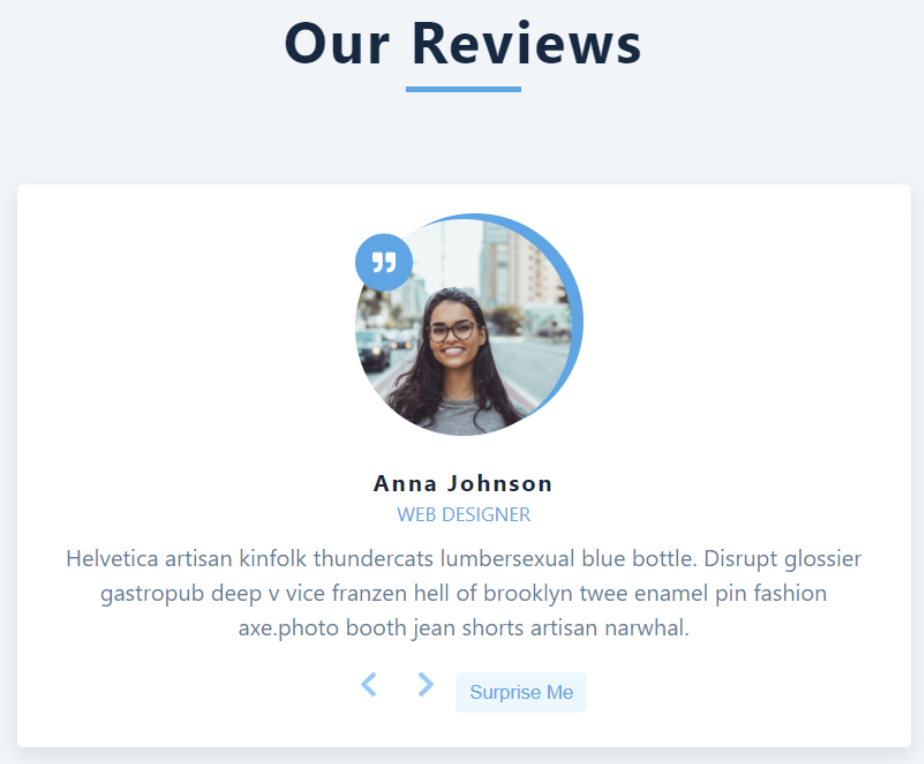 Our Reviews
Anna Johnson
WEB DESIGNER
Helvetica artisan kinfolk thundercats lumbersexual blue bottle. Disrupt glossier
gastropub deep v vice franzen hell of brooklyn twee enamel pin fashion
axe.photo booth jean shorts artisan narwhal.
Surprise Me